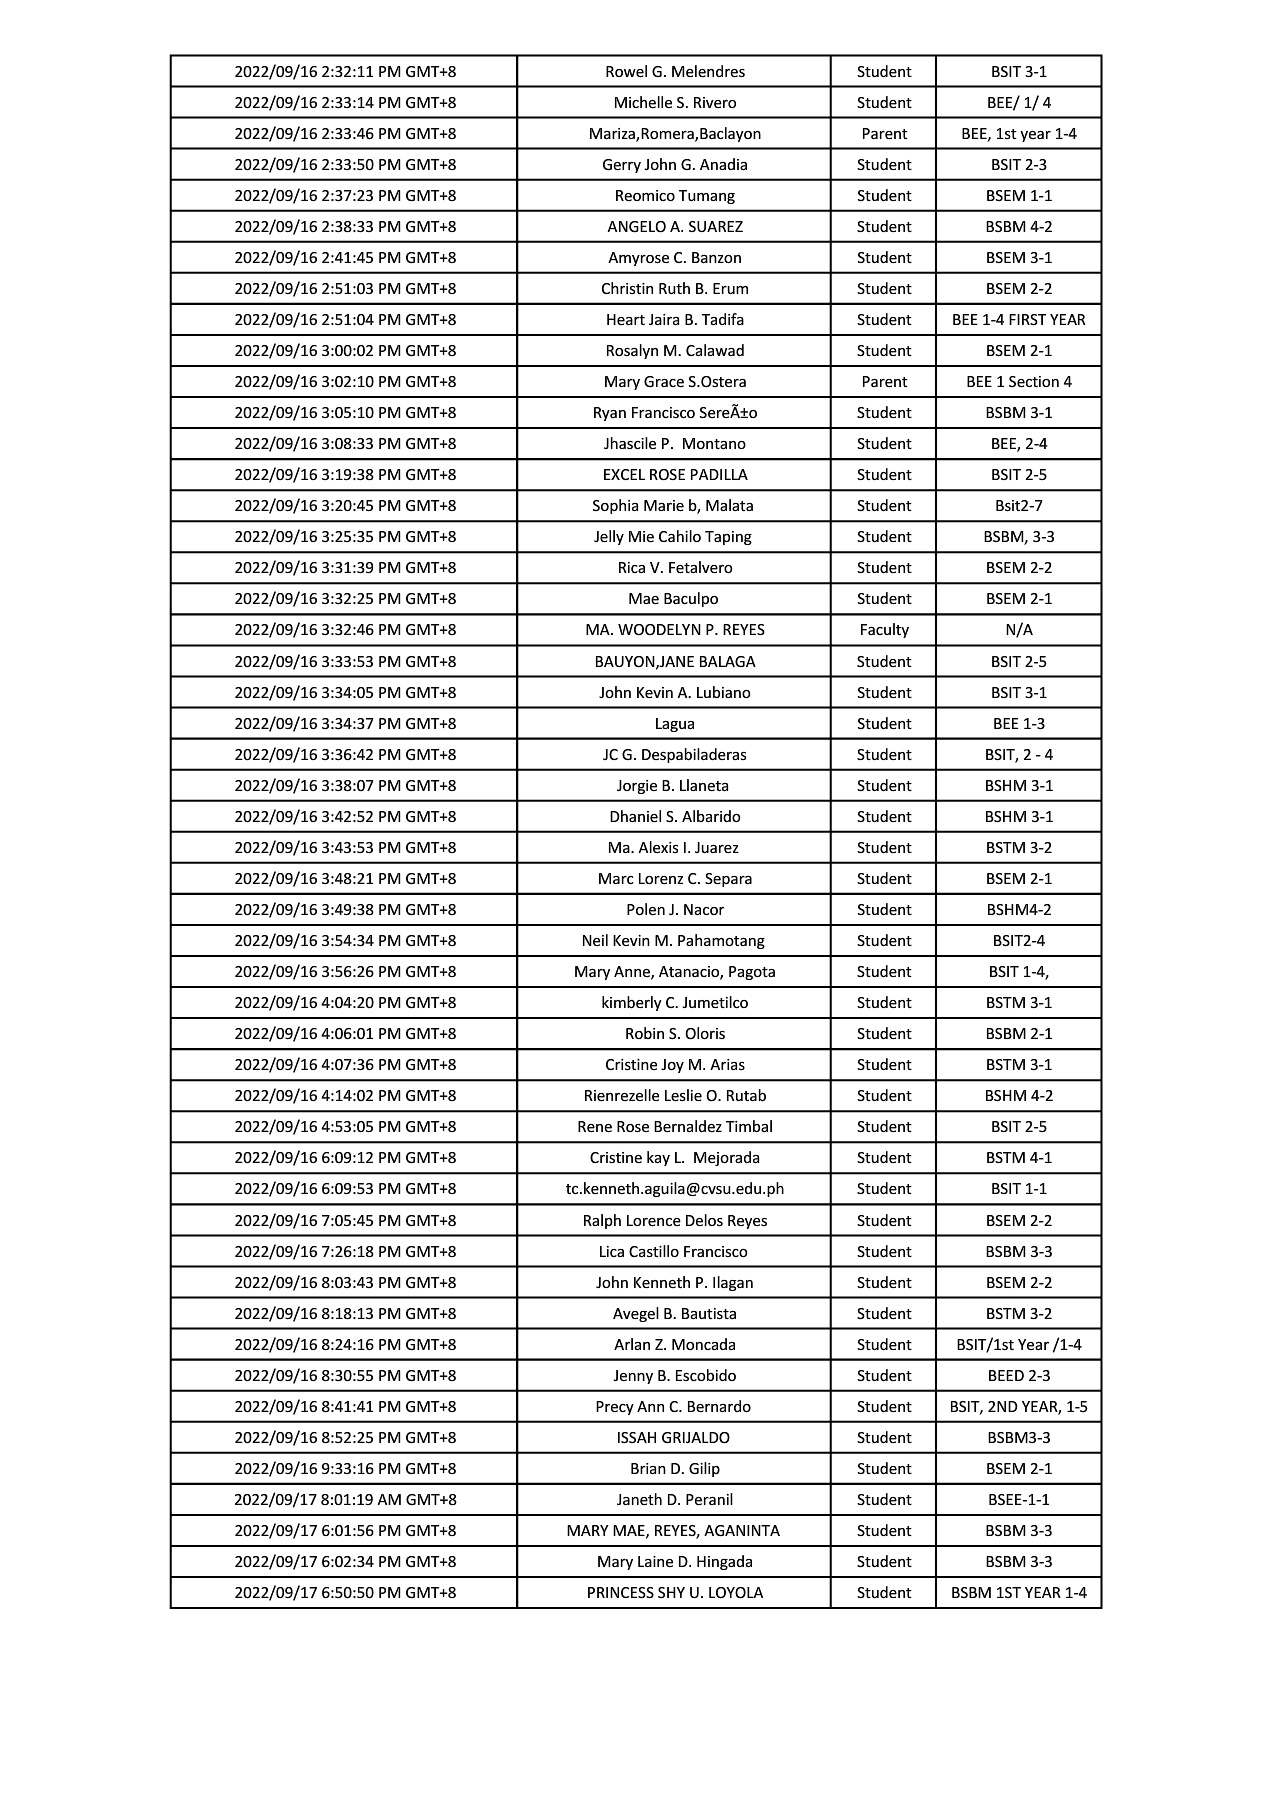 2022/09/16 2:32:11 PM GMT+8 Rowel G. Melendres Student BSIT 3-1
2022/09/16 2:33:14 PM GMT+8 Michelle S. Rivero Student BEE/ 1/ 4
2022/09/16 2:33:46 PM GMT+8 Mariza,Romera,Baclayon Parent BEE, 1st year 1-4
2022/09/16 2:33:50 PM GMT+8 Gerry John G. Anadia Student BSIT 2-3
2022/09/16 2:37:23 PM GMT+8 Reomico Tumang Student BSEM 1-1
2022/09/16 2:38:33 PM GMT+8 ANGELO A. SUAREZ Student BSBM 4-2
2022/09/16 2:41:45 PM GMT+8 Amyrose C. Banzon Student BSEM 3-1
2022/09/16 2:51:03 PM GMT+8 Christin Ruth B. Erum Student BSEM 2-2
2022/09/16 2:51:04 PM GMT+8 Heart Jaira B. Tadifa Student BEE 1-4 FIRST YEAR
2022/09/16 3:00:02 PM GMT+8 Rosalyn M. Calawad Student BSEM 2-1
2022/09/16 3:02:10 PM GMT+8 Mary Grace S.Ostera Parent BEE 1 Section 4
2022/09/16 3:05:10 PM GMT+8 Ryan Francisco SereÃ±o Student BSBM 3-1
2022/09/16 3:08:33 PM GMT+8 Jhascile P.  Montano Student BEE, 2-4
2022/09/16 3:19:38 PM GMT+8 EXCEL ROSE PADILLA Student BSIT 2-5
2022/09/16 3:20:45 PM GMT+8 Sophia Marie b, Malata Student Bsit2-7
2022/09/16 3:25:35 PM GMT+8 Jelly Mie Cahilo Taping Student BSBM, 3-3
2022/09/16 3:31:39 PM GMT+8 Rica V. Fetalvero Student BSEM 2-2
2022/09/16 3:32:25 PM GMT+8 Mae Baculpo Student BSEM 2-1
2022/09/16 3:32:46 PM GMT+8 MA. WOODELYN P. REYES Faculty N/A
2022/09/16 3:33:53 PM GMT+8 BAUYON,JANE BALAGA Student BSIT 2-5
2022/09/16 3:34:05 PM GMT+8 John Kevin A. Lubiano Student BSIT 3-1
2022/09/16 3:34:37 PM GMT+8 Lagua Student BEE 1-3
2022/09/16 3:36:42 PM GMT+8 JC G. Despabiladeras Student BSIT, 2 - 4
2022/09/16 3:38:07 PM GMT+8 Jorgie B. Llaneta Student BSHM 3-1
2022/09/16 3:42:52 PM GMT+8 Dhaniel S. Albarido Student BSHM 3-1
2022/09/16 3:43:53 PM GMT+8 Ma. Alexis I. Juarez Student BSTM 3-2
2022/09/16 3:48:21 PM GMT+8 Marc Lorenz C. Separa Student BSEM 2-1
2022/09/16 3:49:38 PM GMT+8 Polen J. Nacor Student BSHM4-2
2022/09/16 3:54:34 PM GMT+8 Neil Kevin M. Pahamotang Student BSIT2-4
2022/09/16 3:56:26 PM GMT+8 Mary Anne, Atanacio, Pagota Student BSIT 1-4,
2022/09/16 4:04:20 PM GMT+8 kimberly C. Jumetilco Student BSTM 3-1
2022/09/16 4:06:01 PM GMT+8 Robin S. Oloris Student BSBM 2-1
2022/09/16 4:07:36 PM GMT+8 Cristine Joy M. Arias Student BSTM 3-1
2022/09/16 4:14:02 PM GMT+8 Rienrezelle Leslie O. Rutab Student BSHM 4-2
2022/09/16 4:53:05 PM GMT+8 Rene Rose Bernaldez Timbal Student BSIT 2-5
2022/09/16 6:09:12 PM GMT+8 Cristine kay L.  Mejorada Student BSTM 4-1
2022/09/16 6:09:53 PM GMT+8 tc.kenneth.aguila@cvsu.edu.ph Student BSIT 1-1
2022/09/16 7:05:45 PM GMT+8 Ralph Lorence Delos Reyes Student BSEM 2-2
2022/09/16 7:26:18 PM GMT+8 Lica Castillo Francisco Student BSBM 3-3
2022/09/16 8:03:43 PM GMT+8 John Kenneth P. Ilagan Student BSEM 2-2
2022/09/16 8:18:13 PM GMT+8 Avegel B. Bautista Student BSTM 3-2
2022/09/16 8:24:16 PM GMT+8 Arlan Z. Moncada Student BSIT/1st Year /1-4
2022/09/16 8:30:55 PM GMT+8 Jenny B. Escobido Student BEED 2-3
2022/09/16 8:41:41 PM GMT+8 Precy Ann C. Bernardo Student BSIT, 2ND YEAR, 1-5
2022/09/16 8:52:25 PM GMT+8 ISSAH GRIJALDO Student BSBM3-3
2022/09/16 9:33:16 PM GMT+8 Brian D. Gilip Student BSEM 2-1
2022/09/17 8:01:19 AM GMT+8 Janeth D. Peranil Student BSEE-1-1
2022/09/17 6:01:56 PM GMT+8 MARY MAE, REYES, AGANINTA Student BSBM 3-3
2022/09/17 6:02:34 PM GMT+8 Mary Laine D. Hingada Student BSBM 3-3
2022/09/17 6:50:50 PM GMT+8 PRINCESS SHY U. LOYOLA Student BSBM 1ST YEAR 1-4